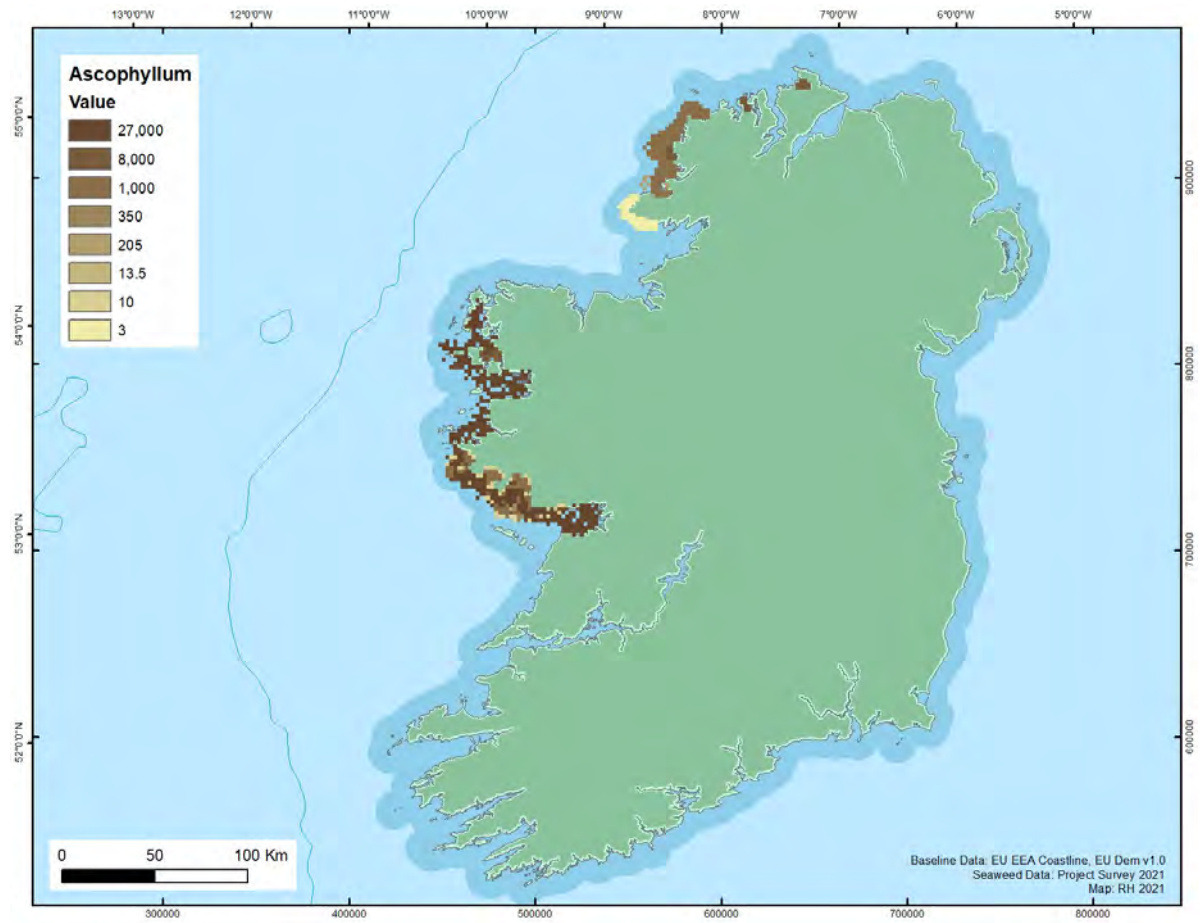 13°0'0"W 12°0'0"W 11°0'0"W 10°0'0"W 9°0'0"W 8°0'0"W 7°0'0"W 6°0'0"W 5°0'0"W
Ascophyllum
Value
27,000
8,000
1,000
350
205
13.5
10
3
55°0'0"N
54°0'0"N
53°0'0"N
52°0'0"N
900000
800000
700000
600000
0 50 100 Km
Baseline Data: EU EEA Coastline, EU Dem v1.0
Seaweed Data: Project Survey 2021
Map: RH 2021
300000 400000 500000 600000 700000 800000